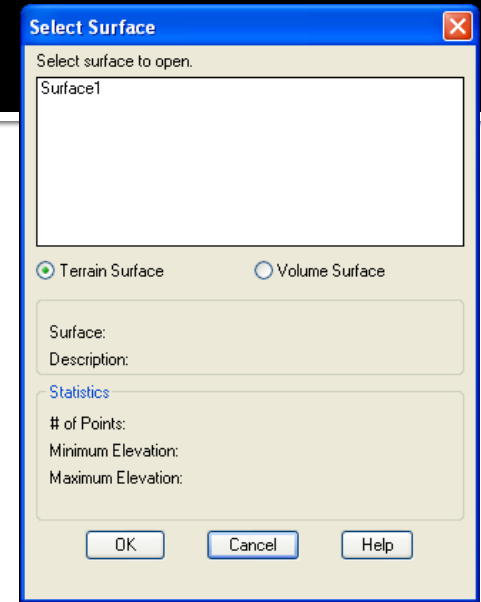 Select Surface
Select surface to open.
Surface1
Terrain Surface Volume Surface
Surface:
Description:
Statistics
# of Points:
Minimum Elevation:
Maximum Elevation:
OK Cancel Help